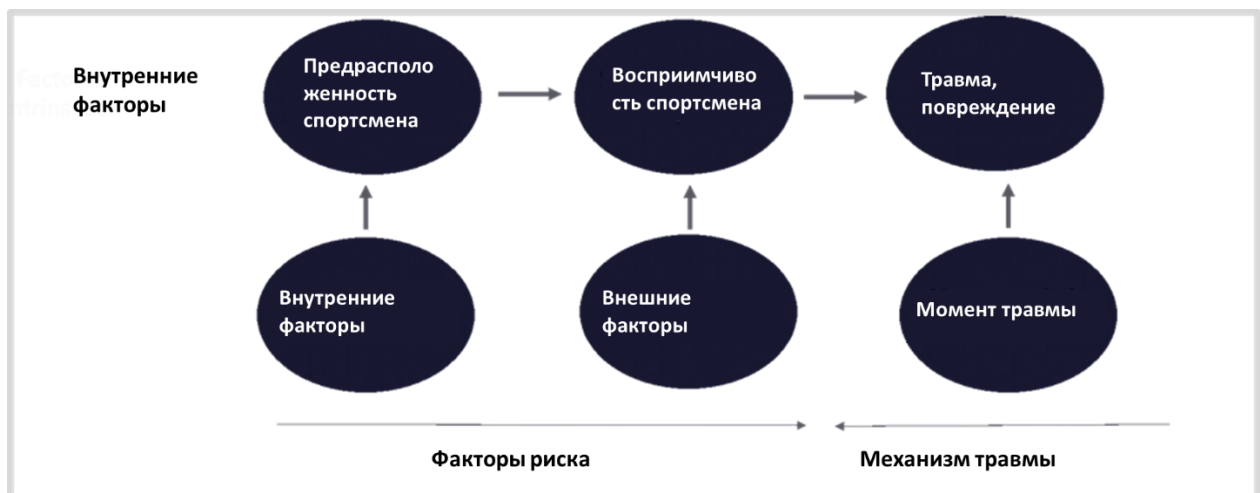 Внутренние
факторы
Предрасполо
женность
спортсмена
Восприимчиво
сть спортсмена
Травма,
повреждение
Внутренние
факторы
Внешние
факторы
Момент травмы
Факторы риска
Механизм травмы